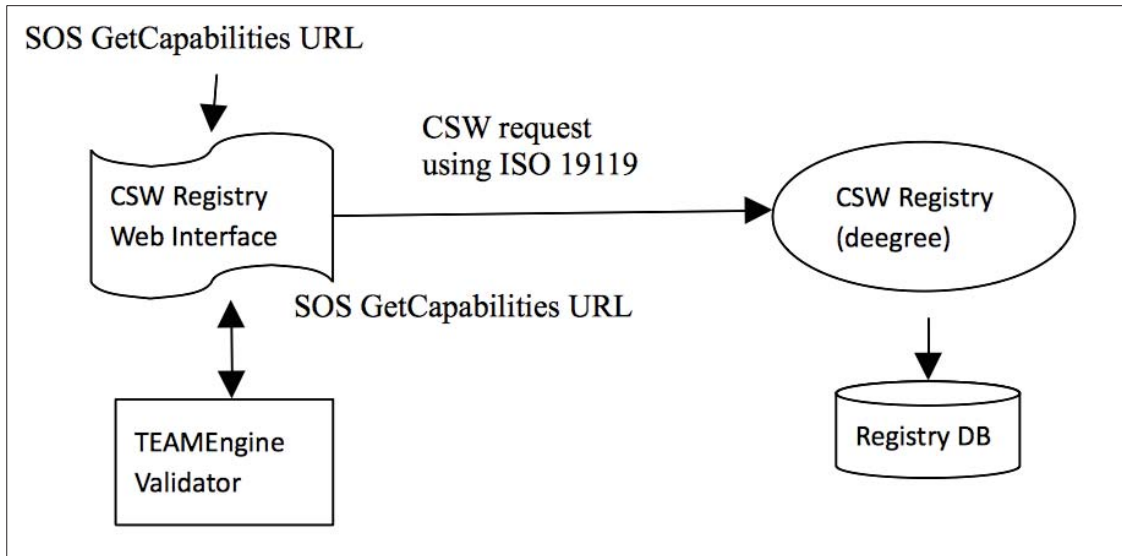 SOS GetCapabilities URL
CSW request
using ISO 19119
CSW Registry
Web Interface
CSW Registry
(deegree)
SOS GetCapabilities URL
TEAMEngine
Validator
Registry DB